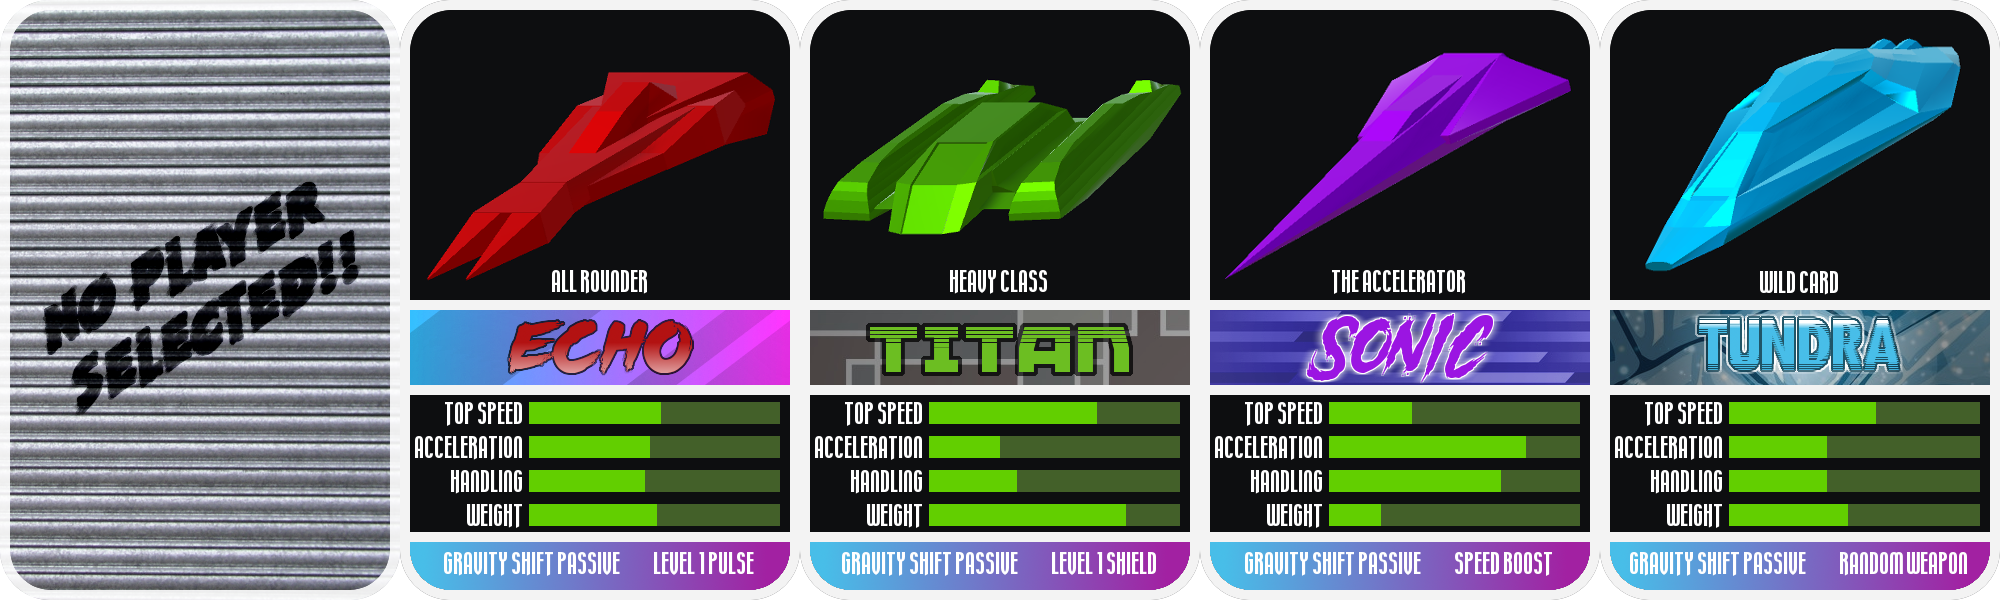 NO PLAYER
SELECTED!!
ALL ROUNDER
ECHO
TOP SPEED
ACCELERATION
HANDLING
WEIGHT
GRAVITY SHIFT PASSIVE LEVEL 1 PULSE
HEAVY CLASS
TITAN
TOP SPEED
ACCELERATION
HANDLING
WEIGHT
GRAVITY SHIFT PASSIVE LEVEL 1 SHIELD
THE ACCELERATOR
SONIC
TOP SPEED
ACCELERATION
HANDLING
WEIGHT
GRAVITY SHIFT PASSIVE SPEED BOOST
WILD CARD
TUNDRA
TOP SPEED
ACCELERATION
HANDLING
WEIGHT
GRAVITY SHIFT PASSIVE RANDOM WEAPON